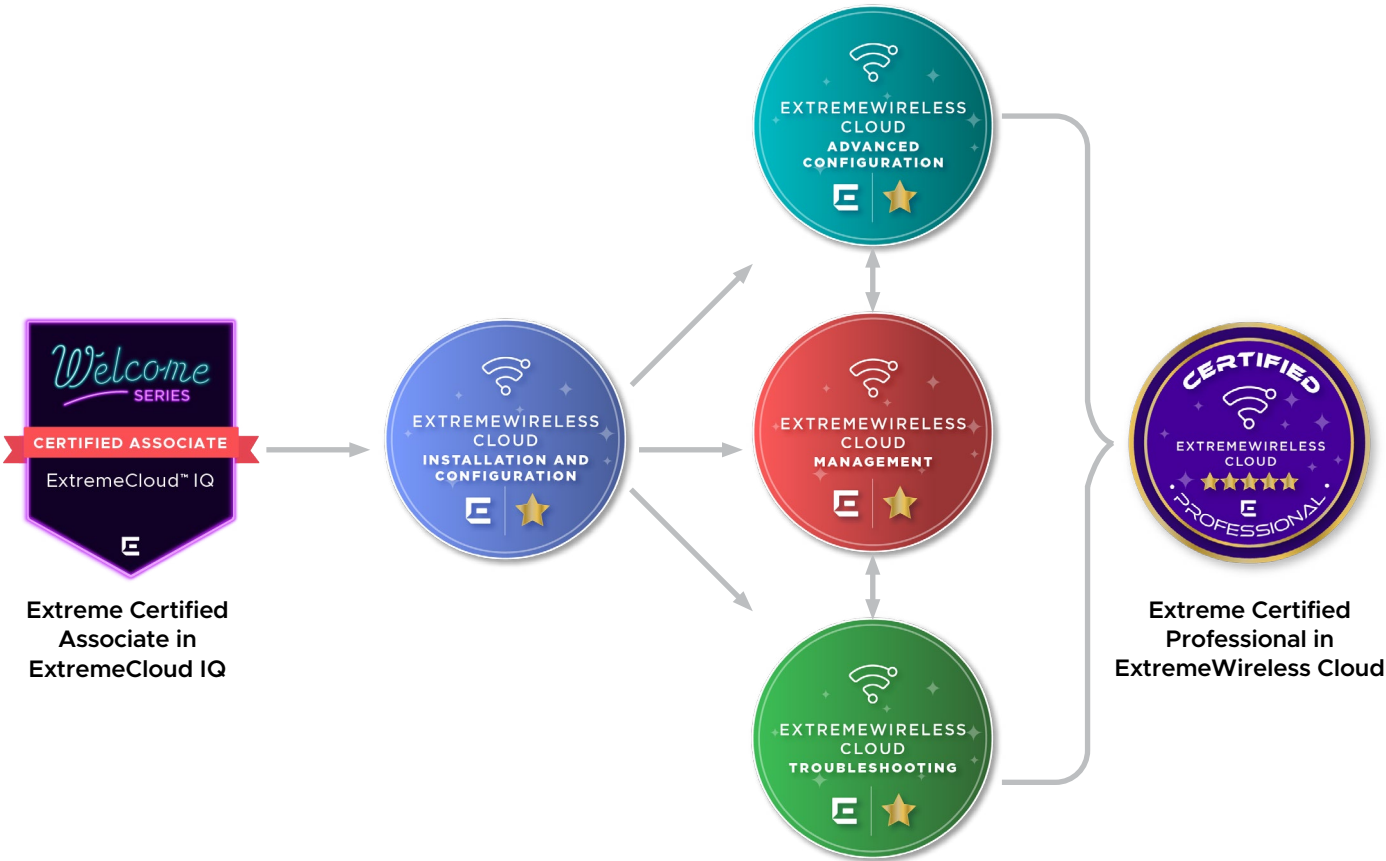 Welcome
SERIES
CERTIFIED ASSOCIATE
ExtremeCloud™ IQ
E
Extreme Certified
Associate in
ExtremeCloud IQ
EXTREMEWIRELESS
CLOUD
INSTALLATION AND
CONFIGURATION
E
EXTREMEWIRELESS
CLOUD
ADVANCED
CONFIGURATION
E
EXTREMEWIRELESS
CLOUD
MANAGEMENT
E
EXTREMEWIRELESS
CLOUD
TROUBLESHOOTING
E
CERTIFIED
EXTREMEWIRELESS
CLOUD
E
PROFESSIONAL
Extreme Certified
Professional in
ExtremeWireless Cloud